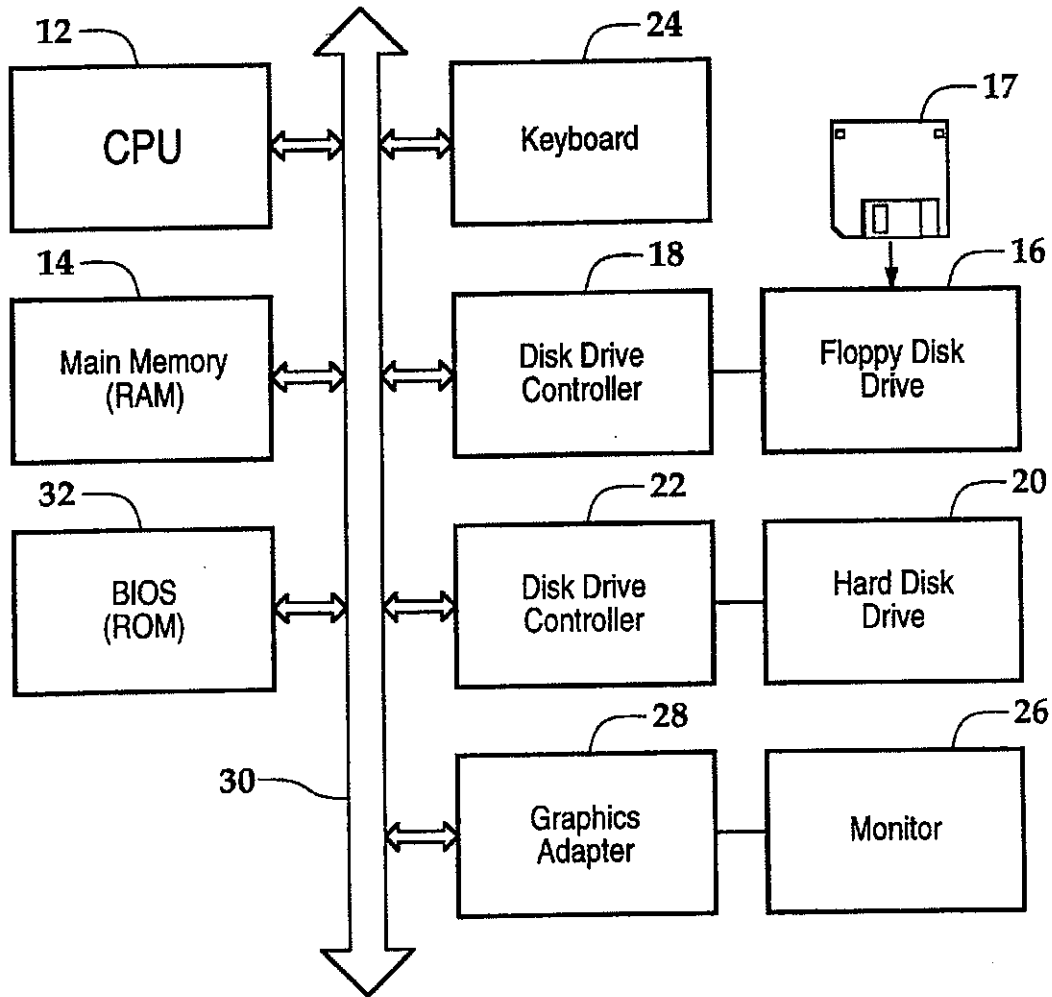 12
24
17
CPU
Keyboard
14
18
16
Main Memory
(RAM)
Disk Drive
Controller
Floppy Disk
Drive
32
22
20
BIOS
(ROM)
Disk Drive
Controller
Hard Disk
Drive
28
26
30
Graphics
Adapter
Monitor